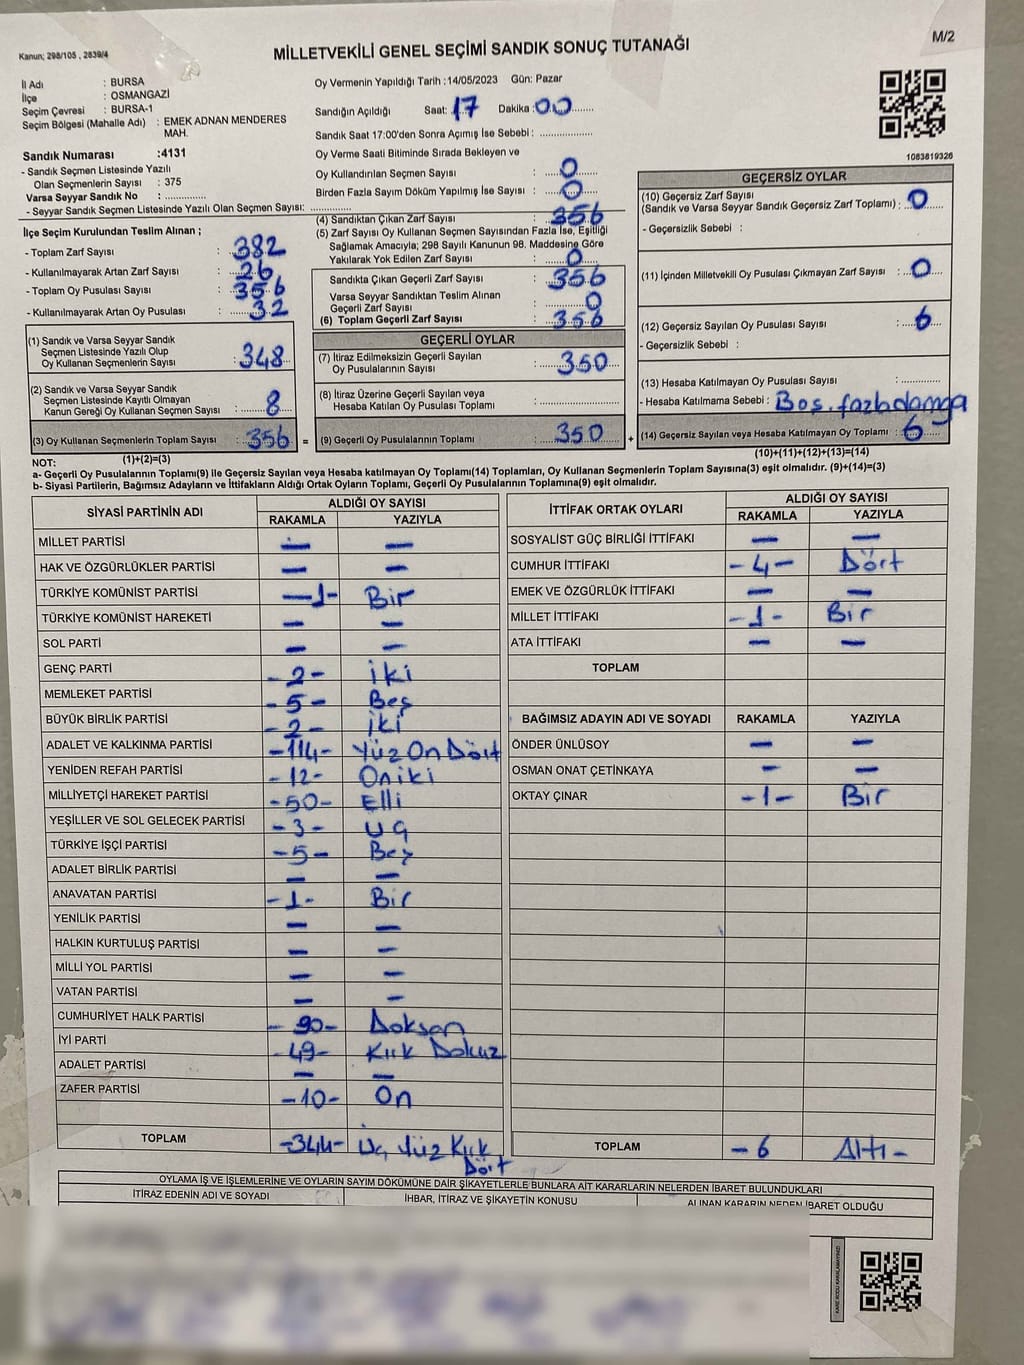 Kanun; 298/105 , 2839/4
MİLLETVEKİLİ GENEL SEÇİMİ SANDIK SONUÇ TUTANAĞI
M/2
İl Adı : BURSA
İlçe : OSMANGAZİ
Seçim Çevresi : BURSA-1
Seçim Bölgesi (Mahalle Adı) : EMEK ADNAN MENDERES MAH.
Sandık Numarası :4131
- Sandık Seçmen Listesinde Yazılı
Olan Seçmenlerin Sayısı : 375
Varsa Seyyar Sandık No : ..............
- Seyyar Sandık Seçmen Listesinde Yazılı Olan Seçmen Sayısı: ..............
Oy Vermenin Yapıldığı Tarih : 14/05/2023 Gün: Pazar
Sandığın Açıldığı Saat: 17 Dakika : 00
Sandık Saat 17:00'den Sonra Açımış İse Sebebi : ..............
Oy Verme Saati Bitiminde Sırada Bekleyen ve
Oy Kullandırılan Seçmen Sayısı : 0
Birden Fazla Sayım Döküm Yapılmış İse Sayısı : 0
1083819326
İlçe Seçim Kurulundan Teslim Alınan ;
- Toplam Zarf Sayısı : 382
- Kullanılmayarak Artan Zarf Sayısı : 26
- Toplam Oy Pusulası Sayısı : 356
- Kullanılmayarak Artan Oy Pusulası : 32
(4) Sandıktan Çıkan Zarf Sayısı : 356
(5) Zarf Sayısı Oy Kullanan Seçmen Sayısından Fazla İse, Eşitliği
Sağlamak Amacıyla; 298 Sayılı Kanunun 98. Maddesine Göre
Yakılarak Yok Edilen Zarf Sayısı : 0
Sandıkta Çıkan Geçerli Zarf Sayısı : 356
Varsa Seyyar Sandıktan Teslim Alınan
Geçerli Zarf Sayısı : 0
(6) Toplam Geçerli Zarf Sayısı : 356
GEÇERSİZ OYLAR
(10) Geçersiz Zarf Sayısı
(Sandık ve Varsa Seyyar Sandık Geçersiz Zarf Toplamı) : 0
- Geçersizlik Sebebi :
(11) İçinden Milletvekili Oy Pusulası Çıkmayan Zarf Sayısı : 0
(12) Geçersiz Sayılan Oy Pusulası Sayısı : 6
- Geçersizlik Sebebi :
(13) Hesaba Katılmayan Oy Pusulası Sayısı : ..............
- Hesaba Katılmama Sebebi : Boş. fazladamga
(14) Geçersiz Sayılan veya Hesaba Katılmayan Oy Toplamı : 6
(10)+(11)+(12)+(13)=(14)
(1) Sandık ve Varsa Seyyar Sandık
Seçmen Listesinde Yazılı Olup
Oy Kullanan Seçmenlerin Sayısı : 348
(2) Sandık ve Varsa Seyyar Sandık
Seçmen Listesinde Kayıtlı Olmayan
Kanun Gereği Oy Kullanan Seçmen Sayısı : 8
(3) Oy Kullanan Seçmenlerin Toplam Sayısı : 356 =
(1)+(2)=(3)
GEÇERLİ OYLAR
(7) İtiraz Edilmeksizin Geçerli Sayılan
Oy Pusulalarının Sayısı : 350
(8) İtiraz Üzerine Geçerli Sayılan veya
Hesaba Katılan Oy Pusulası Toplamı : ..............
(9) Geçerli Oy Pusulalarının Toplamı : 350 +
NOT:
a- Geçerli Oy Pusulalarının Toplamı(9) ile Geçersiz Sayılan veya Hesaba katılmayan Oy Toplamı(14) Toplamları, Oy Kullanan Seçmenlerin Toplam Sayısına(3) eşit olmalıdır. (9)+(14)=(3)
b- Siyasi Partilerin, Bağımsız Adayların ve İttifakların Aldığı Ortak Oyların Toplamı, Geçerli Oy Pusulalarının Toplamına(9) eşit olmalıdır.
SİYASİ PARTİNİN ADI ALDIĞI OY SAYISI
RAKAMLA YAZIYLA
MİLLET PARTİSİ — —
HAK VE ÖZGÜRLÜKLER PARTİSİ — —
TÜRKİYE KOMÜNİST PARTİSİ —1- Bir
TÜRKİYE KOMÜNİST HAREKETİ — —
SOL PARTİ — —
GENÇ PARTİ -2- İki
MEMLEKET PARTİSİ -5- Beş
BÜYÜK BİRLİK PARTİSİ -2- İki
ADALET VE KALKINMA PARTİSİ -114- Yüz On Dört
YENİDEN REFAH PARTİSİ -12- Oniki
MİLLİYETÇİ HAREKET PARTİSİ -50- Elli
YEŞİLLER VE SOL GELECEK PARTİSİ -3- Üç
TÜRKİYE İŞÇİ PARTİSİ -5- Beş
ADALET BİRLİK PARTİSİ — —
ANAVATAN PARTİSİ -1- Bir
YENİLİK PARTİSİ — —
HALKIN KURTULUŞ PARTİSİ — —
MİLLİ YOL PARTİSİ — —
VATAN PARTİSİ — —
CUMHURİYET HALK PARTİSİ -90- Doksan
İYİ PARTİ -49- Kırk Dokuz
ADALET PARTİSİ — —
ZAFER PARTİSİ -10- On
TOPLAM -344- Üç Yüz Kırk Dört
İTTİFAK ORTAK OYLARI ALDIĞI OY SAYISI
RAKAMLA YAZIYLA
SOSYALİST GÜÇ BİRLİĞİ İTTİFAKI — —
CUMHUR İTTİFAKI -4- Dört
EMEK VE ÖZGÜRLÜK İTTİFAKI — —
MİLLET İTTİFAKI -1- Bir
ATA İTTİFAKI — —
TOPLAM
BAĞIMSIZ ADAYIN ADI VE SOYADI RAKAMLA YAZIYLA
ÖNDER ÜNLÜSOY — —
OSMAN ONAT ÇETİNKAYA — —
OKTAY ÇINAR -1- Bir
TOPLAM -6 Altı-
OYLAMA İŞ VE İŞLEMLERİNE VE OYLARIN SAYIM DÖKÜMÜNE DAİR ŞİKAYETLERLE BUNLARA AİT KARARLARIN NELERDEN İBARET BULUNDUKLARI
İTİRAZ EDENİN ADI VE SOYADI İHBAR, İTİRAZ VE ŞİKAYETİN KONUSU ALINAN KARARIN NEDEN İBARET OLDUĞU